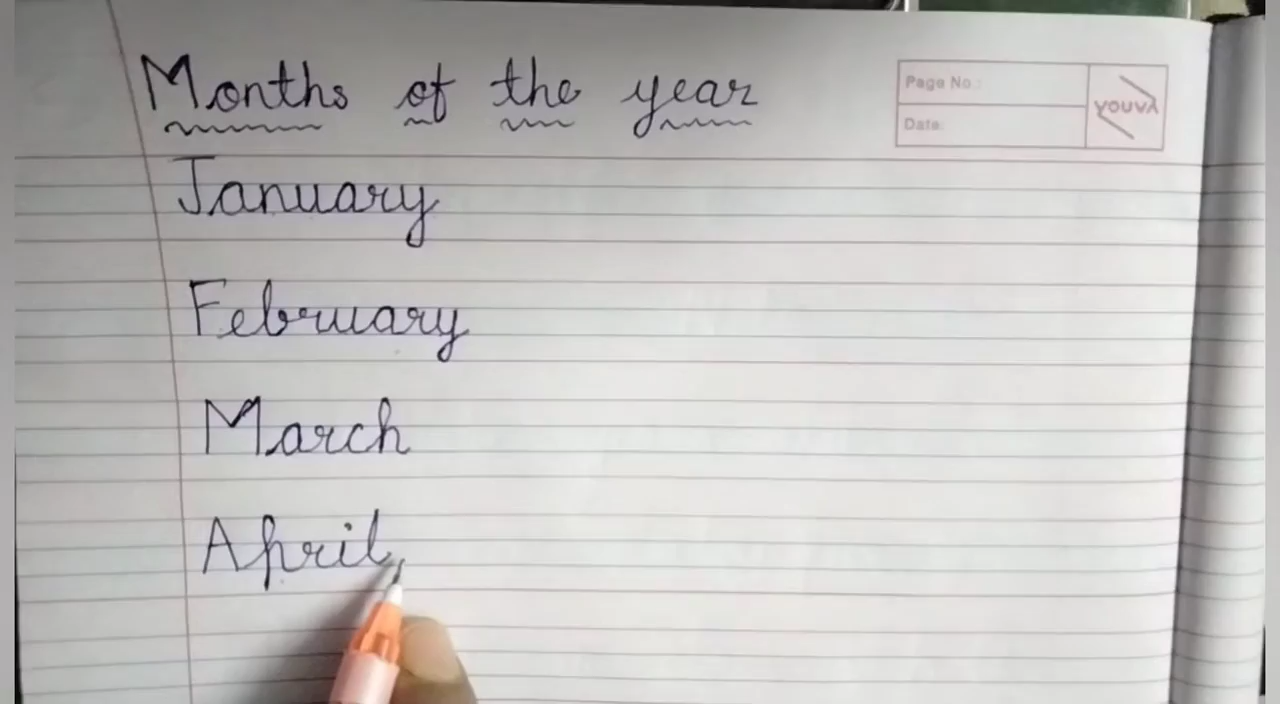 Months of the year
Page No.:
Date:
youva
January
February
March
April